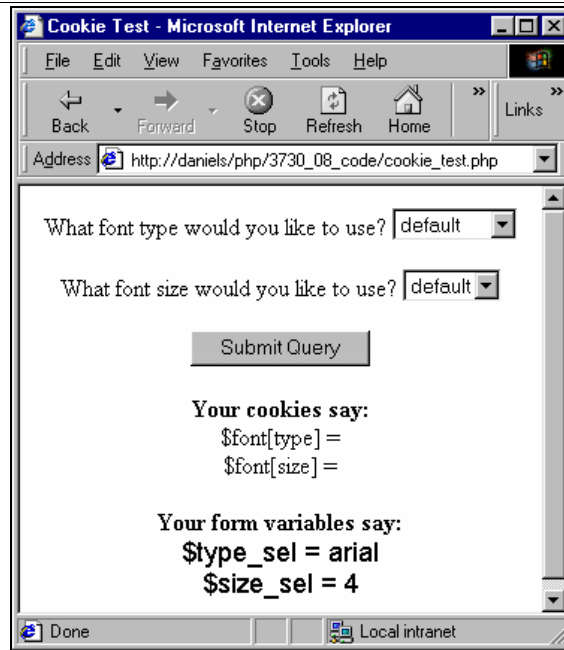 Cookie Test - Microsoft Internet Explorer
File Edit View Favorites Tools Help
Back Forward Stop Refresh Home » Links »
Address http://daniels/php/3730_08_code/cookie_test.php
What font type would you like to use? default
What font size would you like to use? default
Submit Query
Your cookies say:
$font[type] =
$font[size] =
Your form variables say:
$type_sel = arial
$size_sel = 4
Done Local intranet